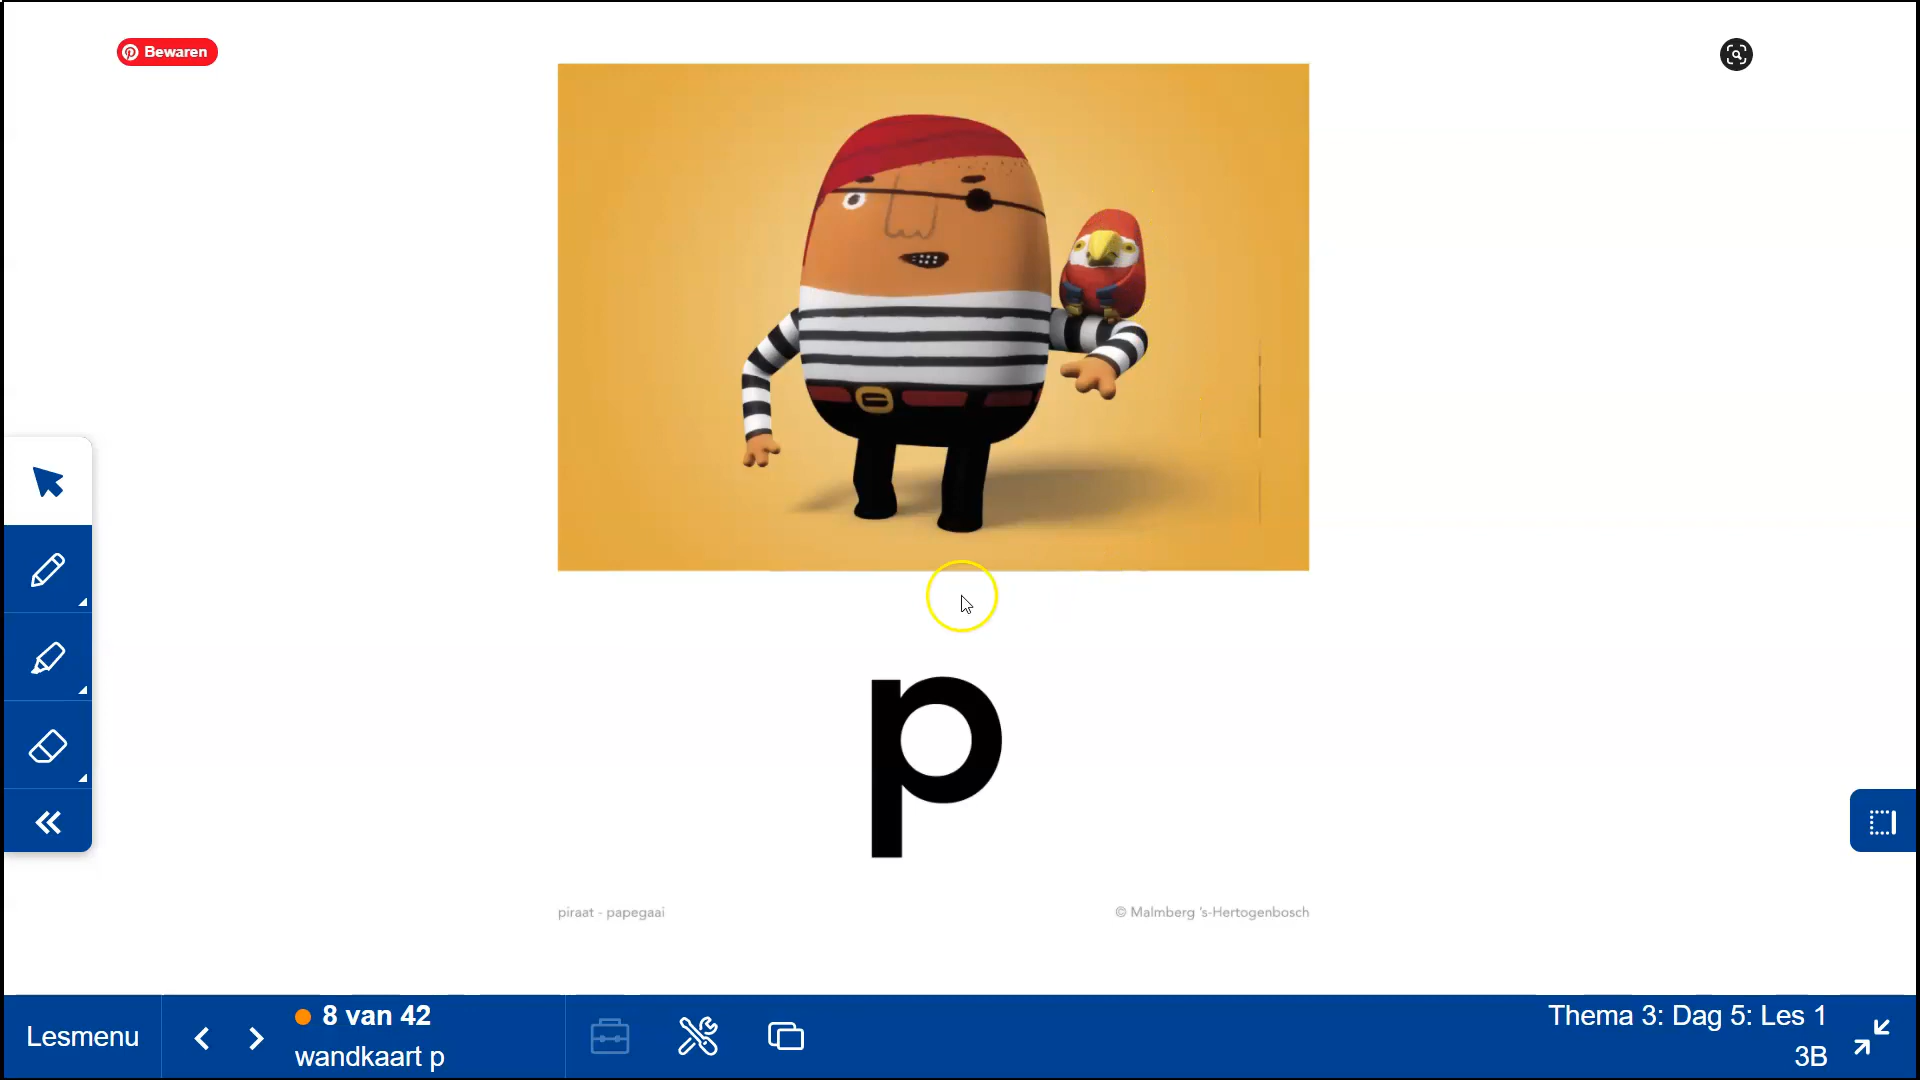 Bewaren
p
piraat - papegaai
© Malmberg 's-Hertogenbosch
Lesmenu
8 van 42
wandkaart p
Thema 3: Dag 5: Les 1
3B